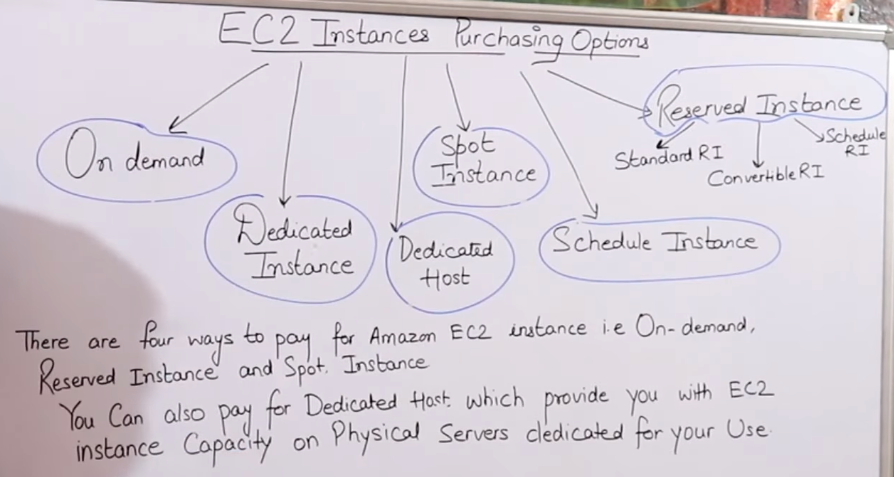 EC2 Instances Purchasing Options
On demand
Dedicated
Instance
Dedicated
Host
Spot
Instance
Schedule Instance
Reserved Instance
Standard RI
Convertible RI
Schedule
RI
There are four ways to pay for Amazon EC2 instance i.e On-demand,
Reserved Instance and Spot. Instance
You Can also pay for Dedicated Host. which provide you with EC2
instance Capacity on Physical Servers dedicated for your Use.